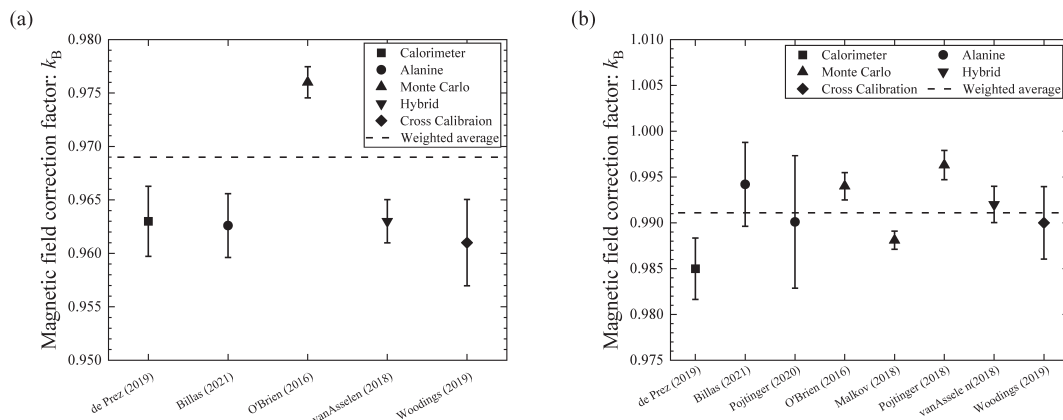 (a)
Magnetic field correction factor: kB
0.980
0.975
0.970
0.965
0.960
0.955
0.950
Calorimeter
Alanine
Monte Carlo
Hybrid
Cross Calibraion
Weighted average
de Prez (2019)
Billas (2021)
O'Brien (2016)
vanAsselen (2018)
Woodings (2019)
(b)
Magnetic field correction factor: kB
1.010
1.005
1.000
0.995
0.990
0.985
0.980
0.975
Calorimeter Alanine
Monte Carlo Hybrid
Cross Calibration Weighted average
de Prez (2019)
Billas (2021)
Pojtinger (2020)
O'Brien (2016)
Malkov (2018)
Pojtinger (2018)
vanAssele n(2018)
Woodings (2019)